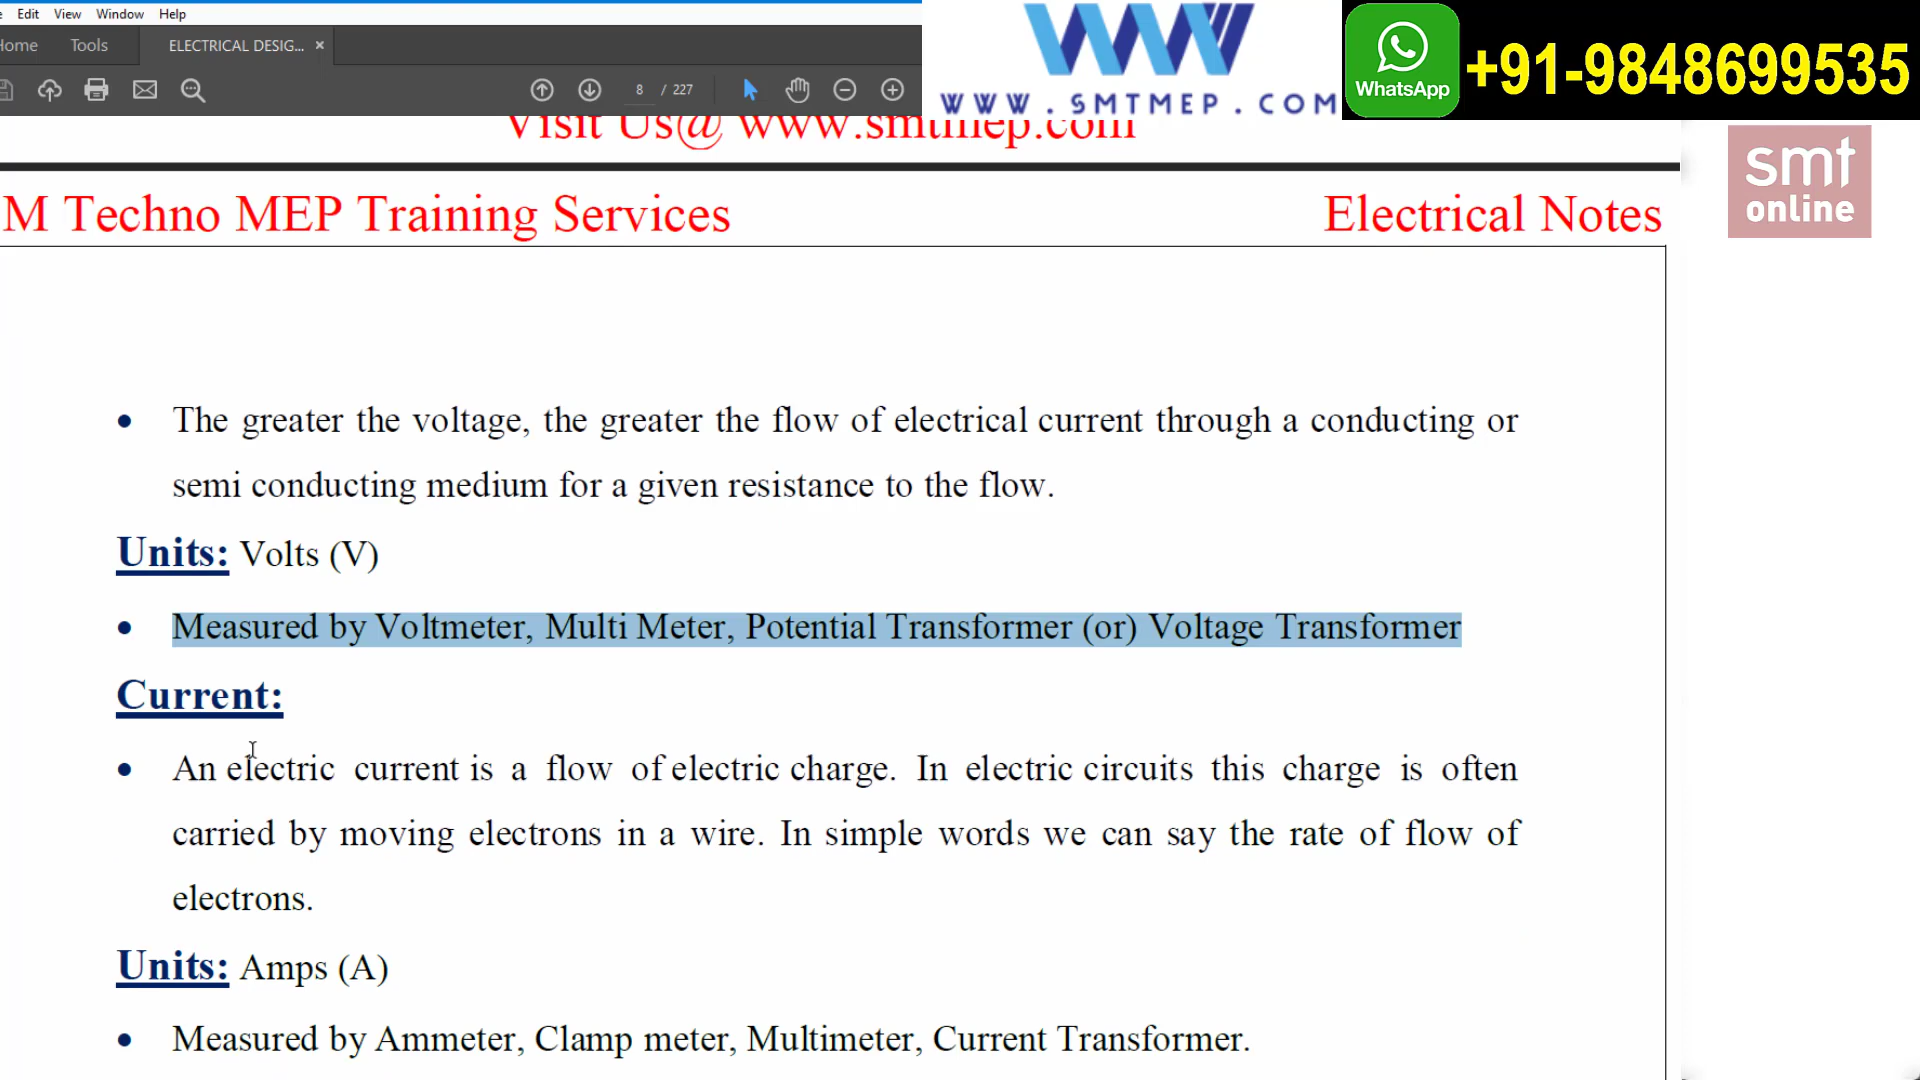 Edit View Window Help
Home Tools ELECTRICAL DESIG... ×
8 / 227
WWW.SMTMEP.COM
WhatsApp
+91-9848699535
Visit Us@ www.smtmep.com
smt
online
M Techno MEP Training Services Electrical Notes
• The greater the voltage, the greater the flow of electrical current through a conducting or
semi conducting medium for a given resistance to the flow.
Units: Volts (V)
• Measured by Voltmeter, Multi Meter, Potential Transformer (or) Voltage Transformer
Current:
• An electric current is a flow of electric charge. In electric circuits this charge is often
carried by moving electrons in a wire. In simple words we can say the rate of flow of
electrons.
Units: Amps (A)
• Measured by Ammeter, Clamp meter, Multimeter, Current Transformer.